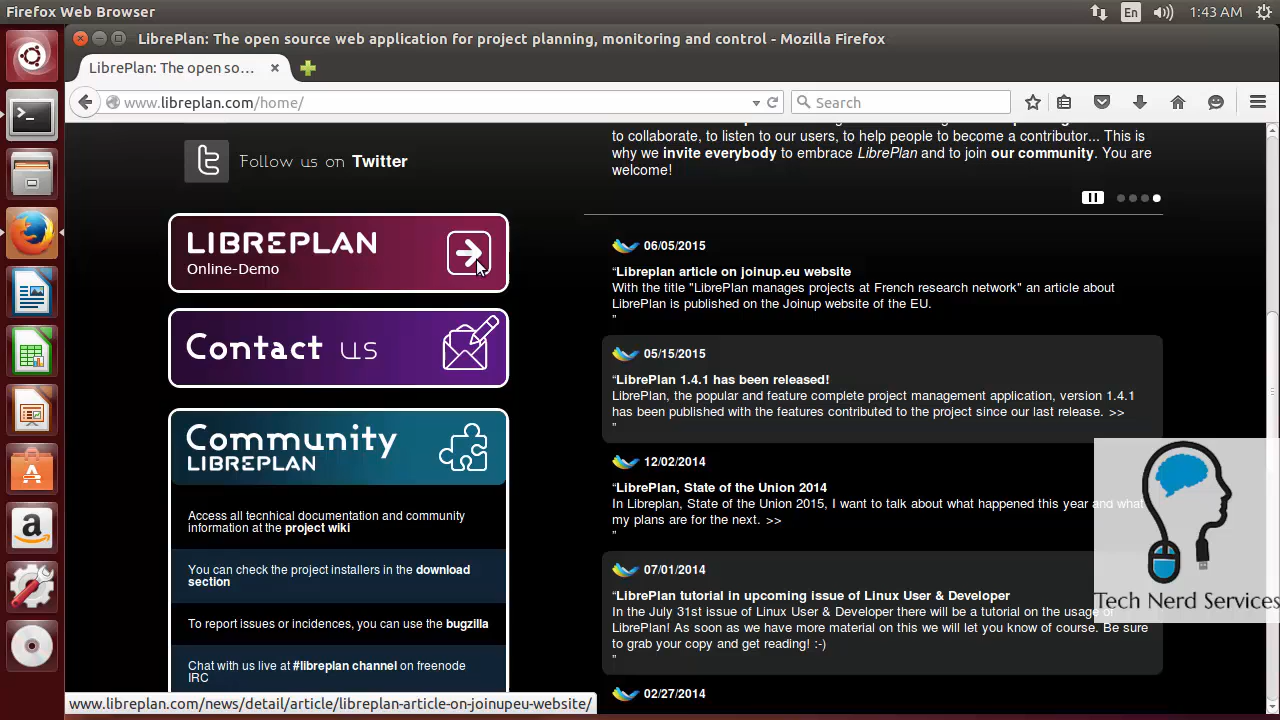 Firefox Web Browser
En
1:43 AM
LibrePlan: The open source web application for project planning, monitoring and control - Mozilla Firefox
LibrePlan: The open so...
www.libreplan.com/home/
Search
Follow us on Twitter
LIBREPLAN
Online-Demo
Contact us
Community
LIBREPLAN
Access all tecnhical documentation and community
information at the project wiki
You can check the project installers in the download
section
To report issues or incidences, you can use the bugzilla
Chat with us live at #libreplan channel on freenode
IRC
to collaborate, to listen to our users, to help people to become a contributor... This is
why we invite everybody to embrace LibrePlan and to join our community. You are
welcome!
06/05/2015
“Libreplan article on joinup.eu website
With the title "LibrePlan manages projects at French research network" an article about
LibrePlan is published on the Joinup website of the EU.
”
05/15/2015
“LibrePlan 1.4.1 has been released!
LibrePlan, the popular and feature complete project management application, version 1.4.1
has been published with the features contributed to the project since our last release. >>
”
12/02/2014
“LibrePlan, State of the Union 2014
In Libreplan, State of the Union 2015, I want to talk about what happened this year and what
my plans are for the next. >>
”
07/01/2014
“LibrePlan tutorial in upcoming issue of Linux User & Developer
In the July 31st issue of Linux User & Developer there will be a tutorial on the usage of
LibrePlan! As soon as we have more material on this we will let you know of course. Be sure
to grab your copy and get reading! :-)
”
02/27/2014
Tech Nerd Services
www.libreplan.com/news/detail/article/libreplan-article-on-joinupeu-website/